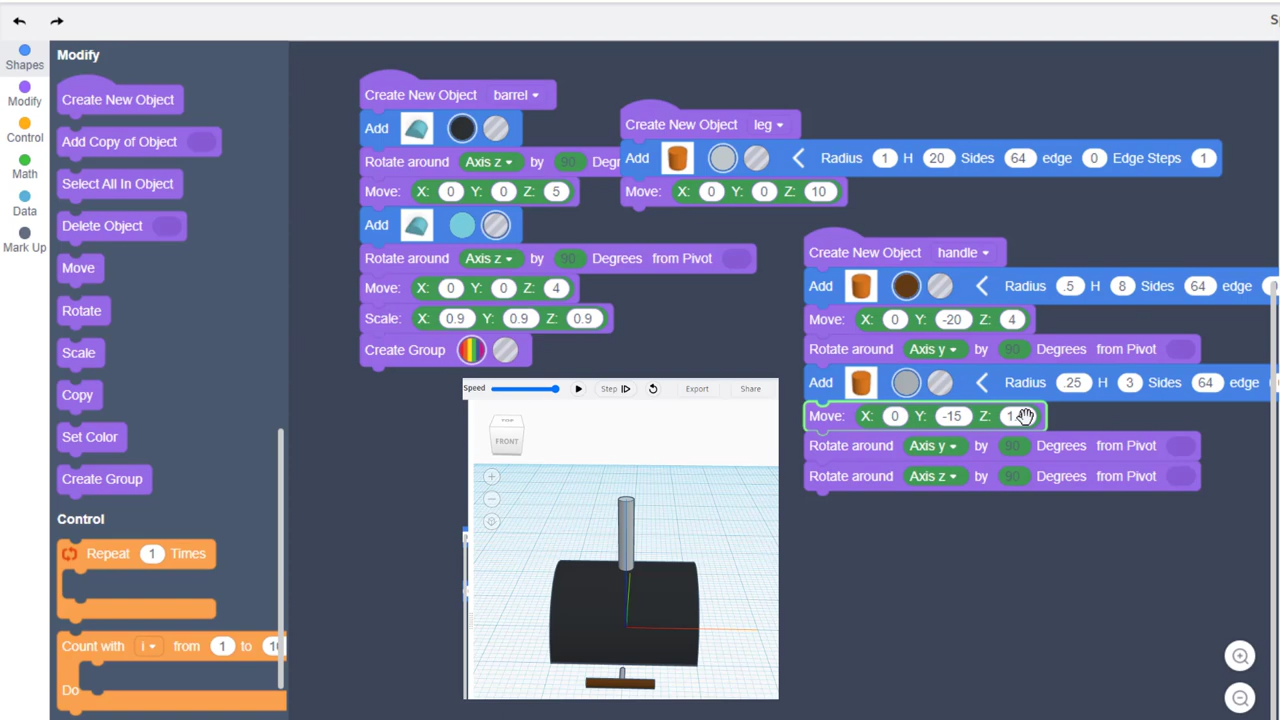 S
Shapes
Modify
Control
Math
Data
Mark Up
Modify
Create New Object
Add Copy of Object
Select All In Object
Delete Object
Move
Rotate
Scale
Copy
Set Color
Create Group
Control
Repeat 1 Times
Count with i from 1 to
Do
Create New Object barrel
Add
Rotate around Axis z by 90
Move: X: 0 Y: 0 Z: 5
Add
Rotate around Axis z by 90 Degrees from Pivot
Move: X: 0 Y: 0 Z: 4
Scale: X: 0.9 Y: 0.9 Z: 0.9
Create Group
Create New Object leg
Add Radius 1 H 20 Sides 64 edge 0 Edge Steps 1
Move: X: 0 Y: 0 Z: 10
Create New Object handle
Add Radius .5 H 8 Sides 64 edge
Move: X: 0 Y: -20 Z: 4
Rotate around Axis y by 90 Degrees from Pivot
Add Radius .25 H 3 Sides 64 edge
Move: X: 0 Y: -15 Z:
Rotate around Axis y by 90 Degrees from Pivot
Rotate around Axis z by 90 Degrees from Pivot
Speed Step Export Share
FRONT